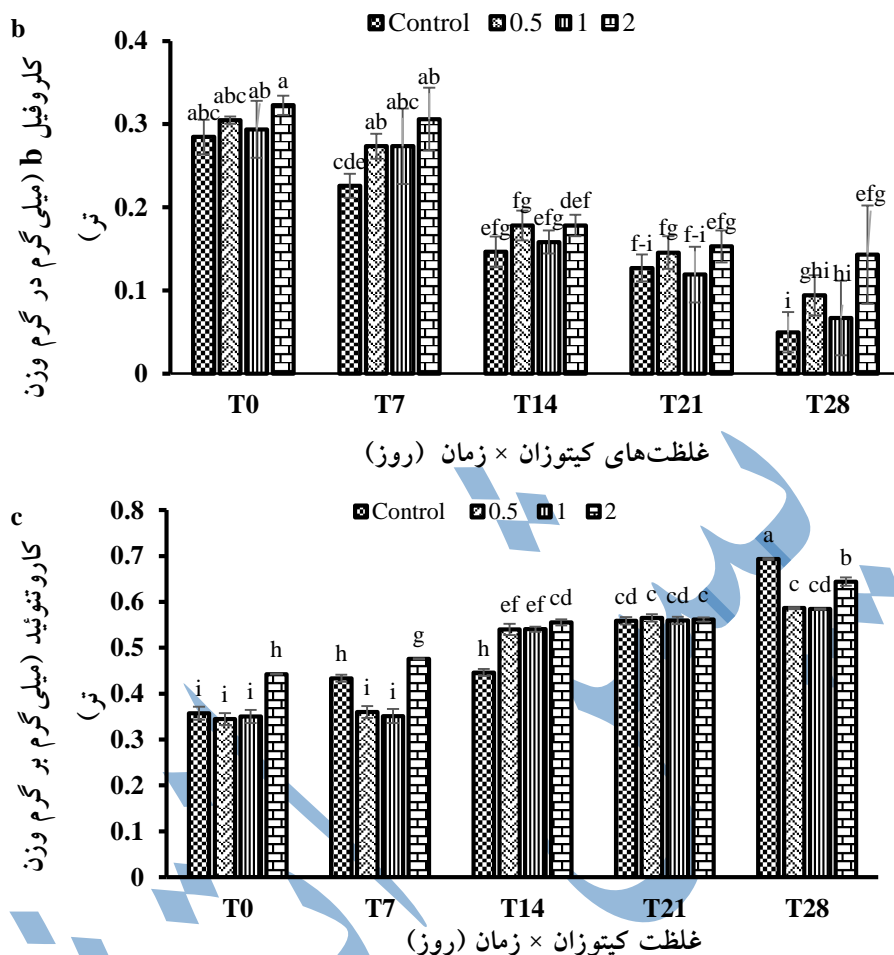 b
Control 0.5 1 2
کلروفیل b (میلی گرم در گرم وزن
تر)
0.4
0.3
0.2
0.1
0
abc abc ab a
cde ab abc ab
efg fg efg def
f-i fg f-i efg
i ghi hi efg
T0 T7 T14 T21 T28
غلظت‌های کیتوزان × زمان (روز)
c
Control 0.5 1 2
کاروتنوئید (میلی گرم بر گرم وزن
تر)
0.8
0.7
0.6
0.5
0.4
0.3
0.2
0.1
0
i i i h
h i i g
h ef ef cd
cd c cd c
a c cd b
T0 T7 T14 T21 T28
غلظت کیتوزان × زمان (روز)